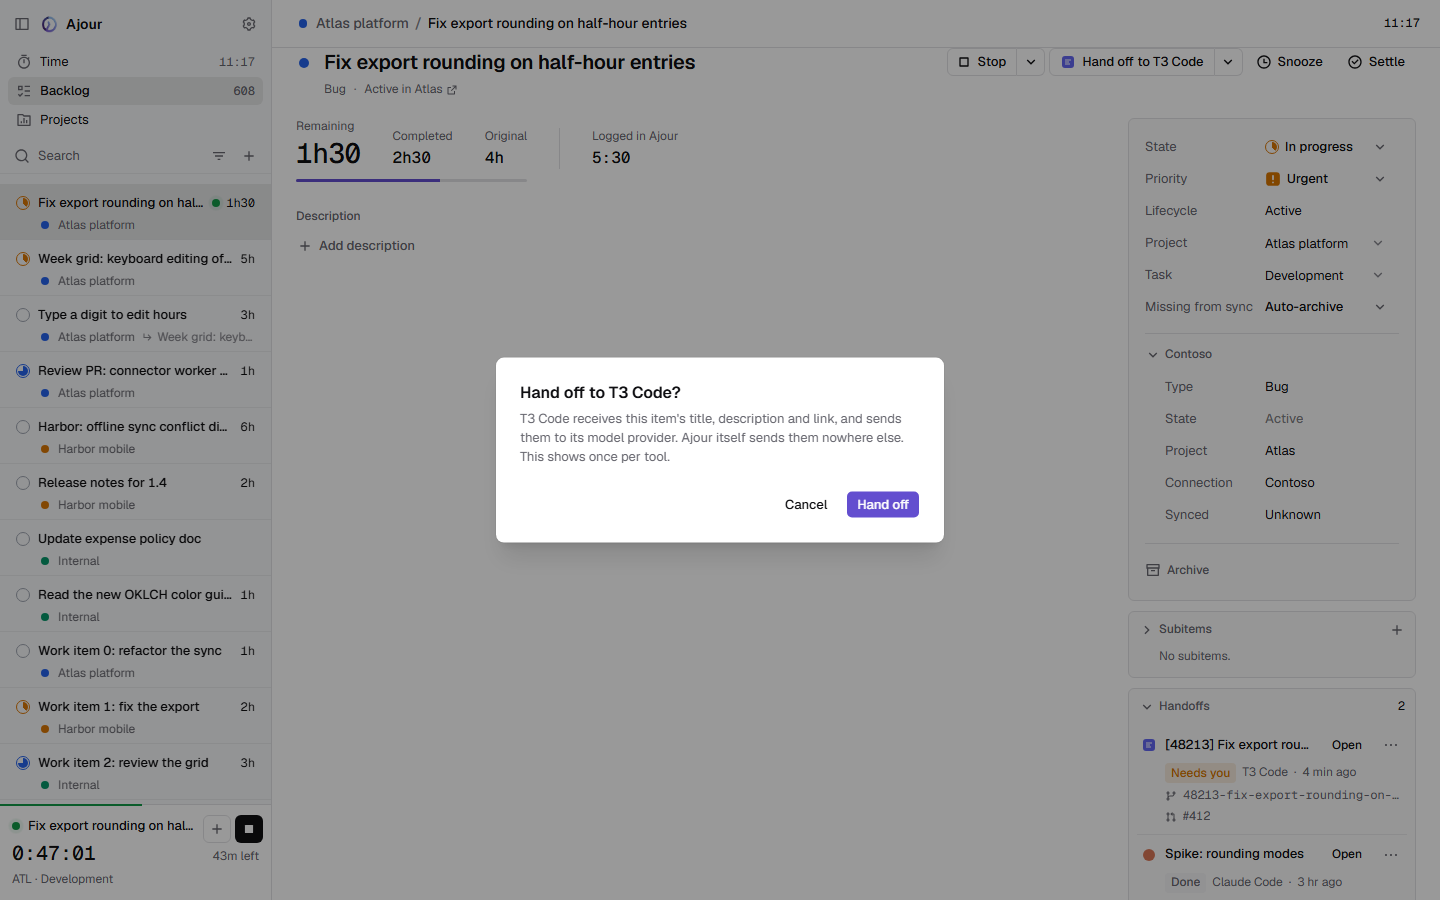 Ajour
Time 11:17
Backlog 608
Projects
Search
Fix export rounding on hal... 1h30
Atlas platform
Week grid: keyboard editing of... 5h
Atlas platform
Type a digit to edit hours 3h
Atlas platform Week grid: keyb...
Review PR: connector worker ... 1h
Atlas platform
Harbor: offline sync conflict di... 6h
Harbor mobile
Release notes for 1.4 2h
Harbor mobile
Update expense policy doc
Internal
Read the new OKLCH color gui... 1h
Internal
Work item 0: refactor the sync 1h
Atlas platform
Work item 1: fix the export 2h
Harbor mobile
Work item 2: review the grid 3h
Internal
Fix export rounding on hal...
0:47:01 43m left
ATL · Development
Atlas platform / Fix export rounding on half-hour entries 11:17
Fix export rounding on half-hour entries
Stop Hand off to T3 Code Snooze Settle
Bug · Active in Atlas
Remaining Completed Original Logged in Ajour
1h30 2h30 4h 5:30
Description
Add description
Hand off to T3 Code?
T3 Code receives this item's title, description and link, and sends
them to its model provider. Ajour itself sends them nowhere else.
This shows once per tool.
Cancel Hand off
State In progress
Priority Urgent
Lifecycle Active
Project Atlas platform
Task Development
Missing from sync Auto-archive
Contoso
Type Bug
State Active
Project Atlas
Connection Contoso
Synced Unknown
Archive
Subitems
No subitems.
Handoffs 2
[48213] Fix export rou... Open
Needs you T3 Code · 4 min ago
48213-fix-export-rounding-on-...
#412
Spike: rounding modes Open
Done Claude Code · 3 hr ago